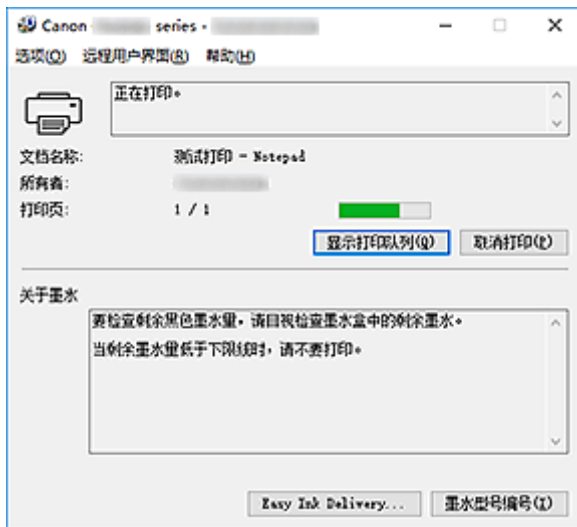 Canon series -
选项(O) 远程用户界面(R) 帮助(H)
正在打印。
文档名称: 测试打印 - Notepad
所有者:
打印页: 1 / 1
显示打印队列(Q) 取消打印(P)
关于墨水
要检查剩余黑色墨水量，请目视检查墨水盒中的剩余墨水。
当剩余墨水量低于下限线时，请不要打印。
Easy Ink Delivery... 墨水型号编号(I)